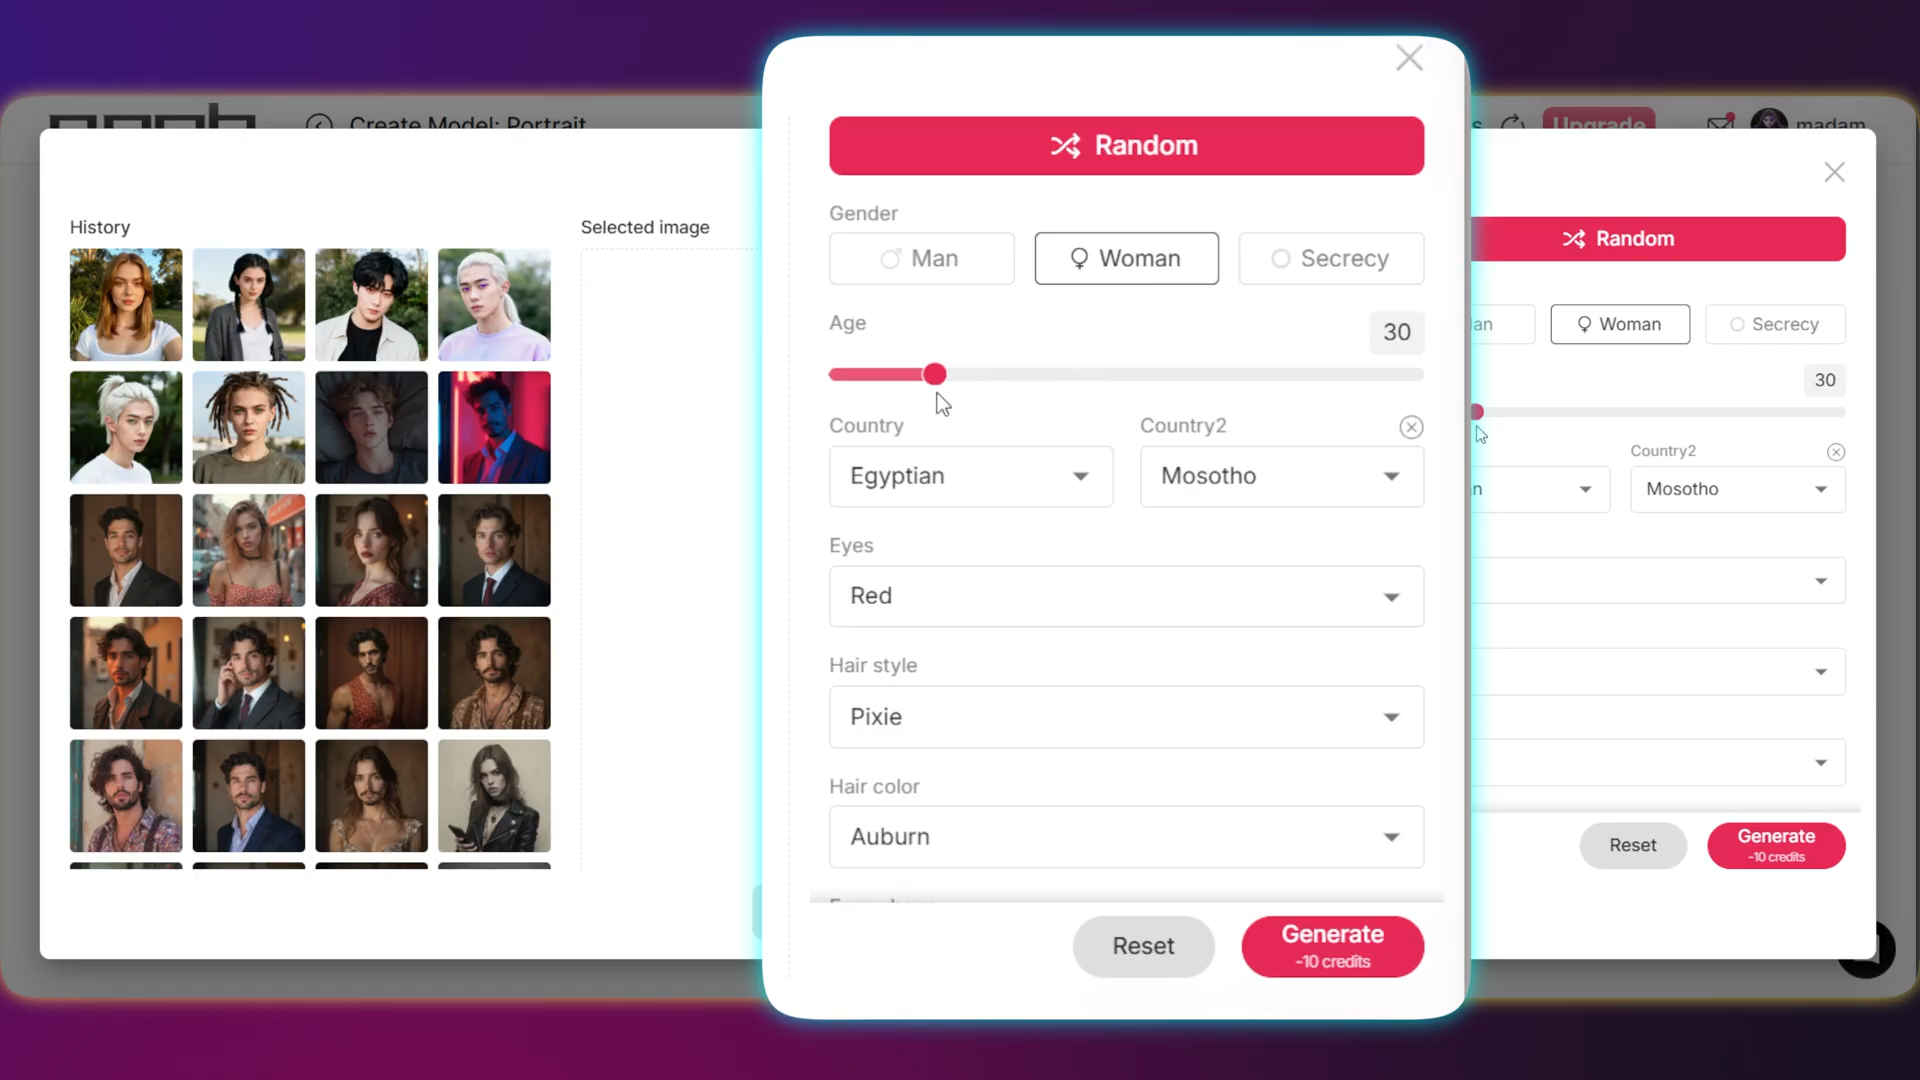 Create Model: Portrait
Upgrade
madam
History
Selected image
Random
Gender
Man
Woman
Secrecy
Age
30
Country
Country2
Egyptian
Mosotho
Eyes
Red
Hair style
Pixie
Hair color
Auburn
Reset
Generate
-10 credits
Random
Woman
Secrecy
30
Country2
Mosotho
Reset
Generate
-10 credits